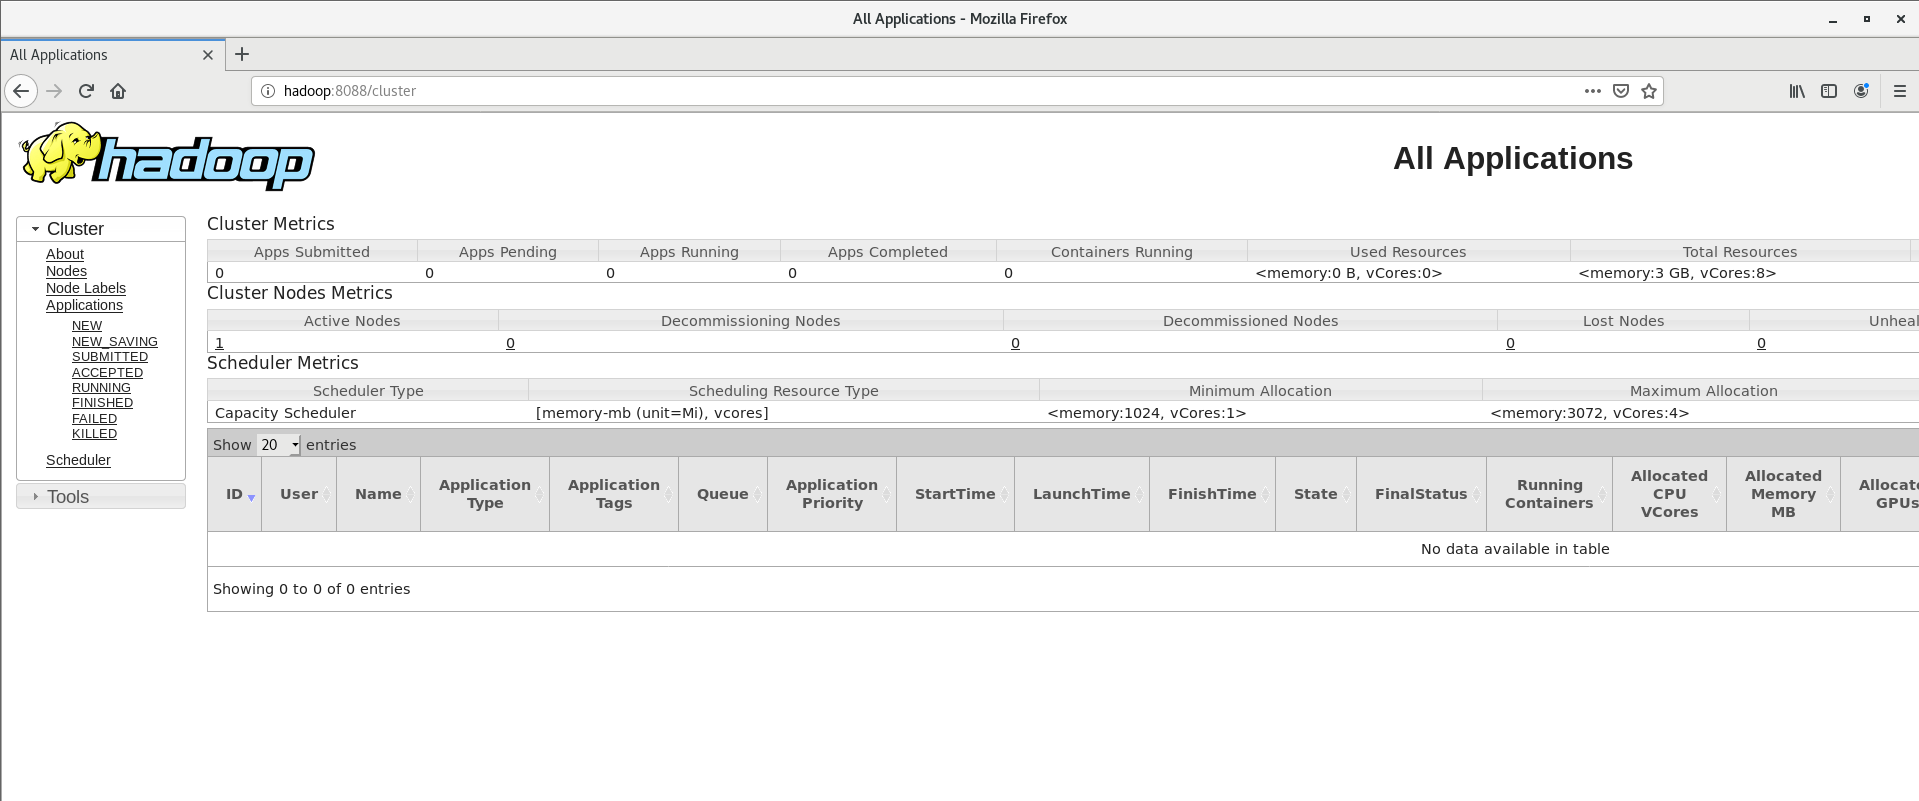 All Applications - Mozilla Firefox
All Applications
hadoop:8088/cluster
hadoop
All Applications
Cluster
About
Nodes
Node Labels
Applications
NEW
NEW_SAVING
SUBMITTED
ACCEPTED
RUNNING
FINISHED
FAILED
KILLED
Scheduler
Tools
Cluster Metrics
Apps Submitted Apps Pending Apps Running Apps Completed Containers Running Used Resources Total Resources
0 0 0 0 0 <memory:0 B, vCores:0> <memory:3 GB, vCores:8>
Cluster Nodes Metrics
Active Nodes Decommissioning Nodes Decommissioned Nodes Lost Nodes Unheal
1 0 0 0 0
Scheduler Metrics
Scheduler Type Scheduling Resource Type Minimum Allocation Maximum Allocation
Capacity Scheduler [memory-mb (unit=Mi), vcores] <memory:1024, vCores:1> <memory:3072, vCores:4>
Show 20 entries
ID User Name Application Type Application Tags Queue Application Priority StartTime LaunchTime FinishTime State FinalStatus Running Containers Allocated CPU VCores Allocated Memory MB Allocate GPUs
No data available in table
Showing 0 to 0 of 0 entries